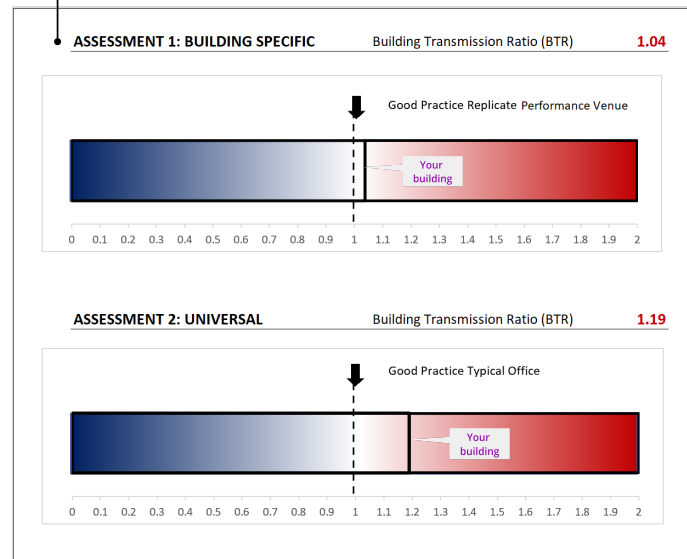 ASSESSMENT 1: BUILDING SPECIFIC Building Transmission Ratio (BTR) 1.04
Good Practice Replicate Performance Venue
Your
building
0 0.1 0.2 0.3 0.4 0.5 0.6 0.7 0.8 0.9 1 1.1 1.2 1.3 1.4 1.5 1.6 1.7 1.8 1.9 2
ASSESSMENT 2: UNIVERSAL Building Transmission Ratio (BTR) 1.19
Good Practice Typical Office
Your
building
0 0.1 0.2 0.3 0.4 0.5 0.6 0.7 0.8 0.9 1 1.1 1.2 1.3 1.4 1.5 1.6 1.7 1.8 1.9 2